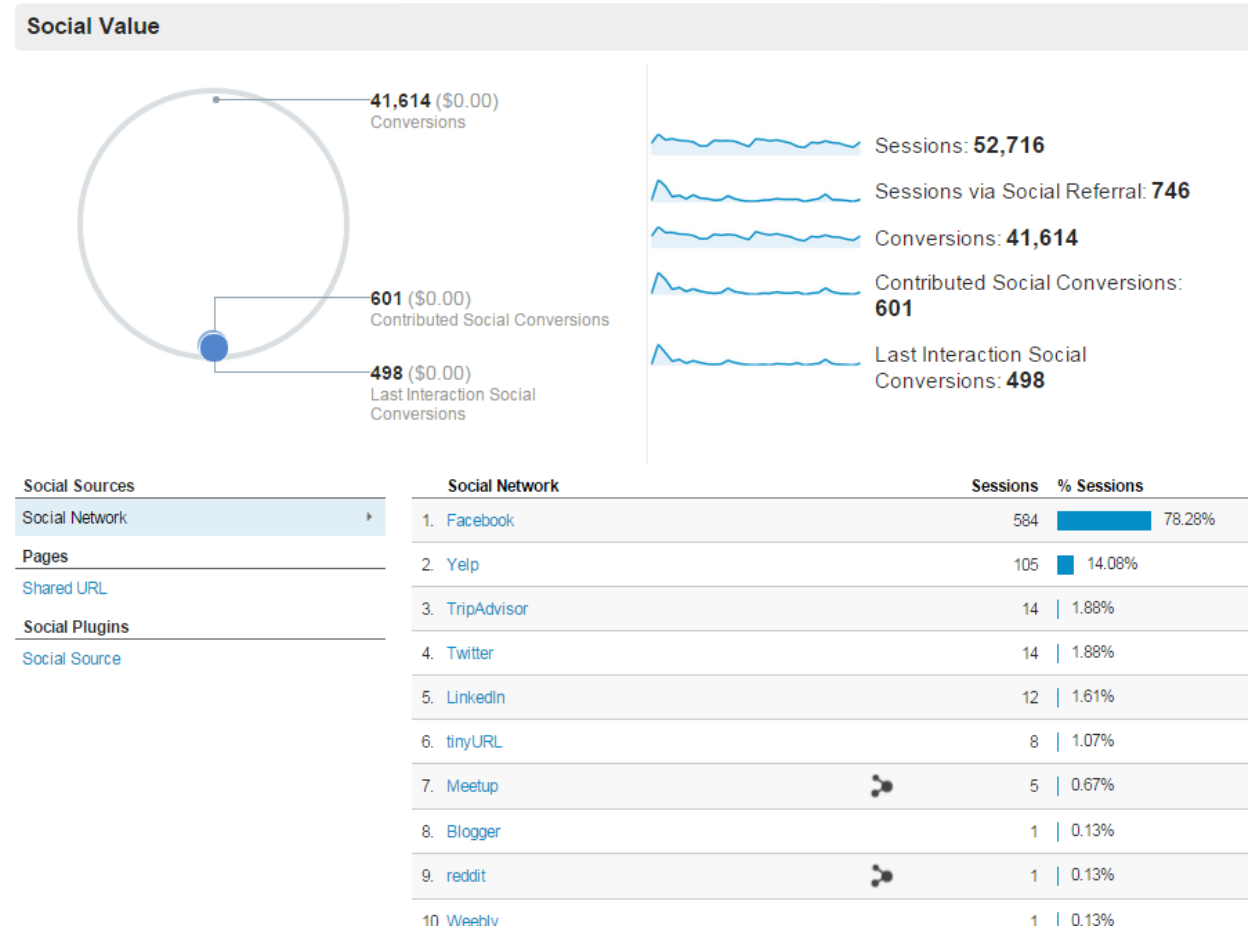 Social Value
41,614 ($0.00)
Conversions
601 ($0.00)
Contributed Social Conversions
498 ($0.00)
Last Interaction Social
Conversions
Sessions: 52,716
Sessions via Social Referral: 746
Conversions: 41,614
Contributed Social Conversions:
601
Last Interaction Social
Conversions: 498
Social Sources
Social Network
Pages
Shared URL
Social Plugins
Social Source
Social Network Sessions % Sessions
1. Facebook 584 78.28%
2. Yelp 105 14.08%
3. TripAdvisor 14 1.88%
4. Twitter 14 1.88%
5. LinkedIn 12 1.61%
6. tinyURL 8 1.07%
7. Meetup 5 0.67%
8. Blogger 1 0.13%
9. reddit 1 0.13%
10 Weebly 1 0.13%